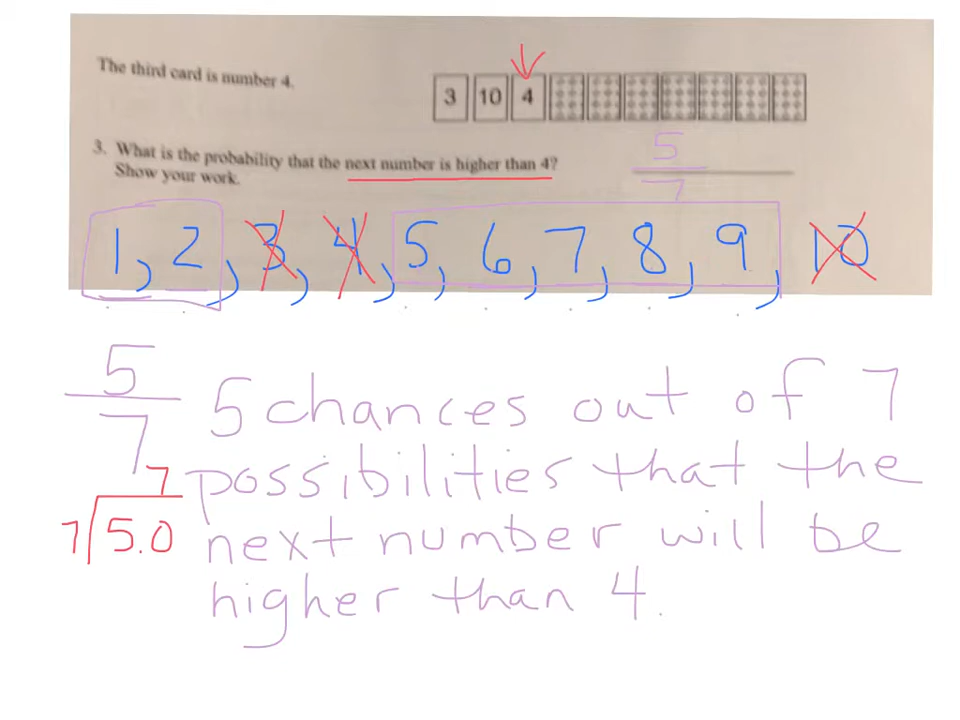 The third card is number 4.
3 10 4
3. What is the probability that the next number is higher than 4?
Show your work.
5
7
1, 2, 3, 4, 5, 6, 7, 8, 9, 10
5
7
5 chances out of 7
possibilities that the
next number will be
higher than 4.
7
7 5.0